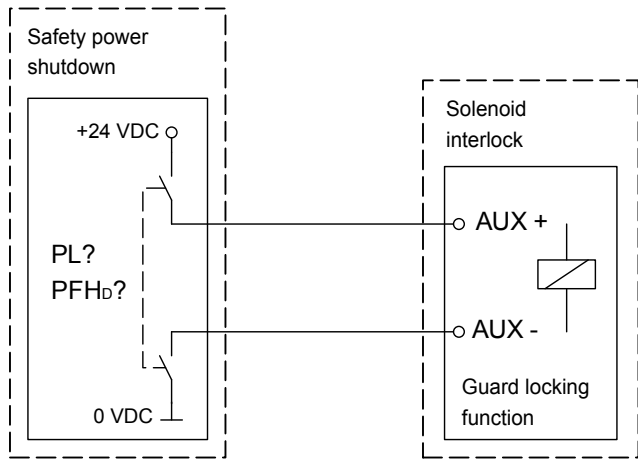 Safety power
shutdown
+24 VDC
PL?
PFHD?
0 VDC
Solenoid
interlock
AUX +
AUX -
Guard locking
function